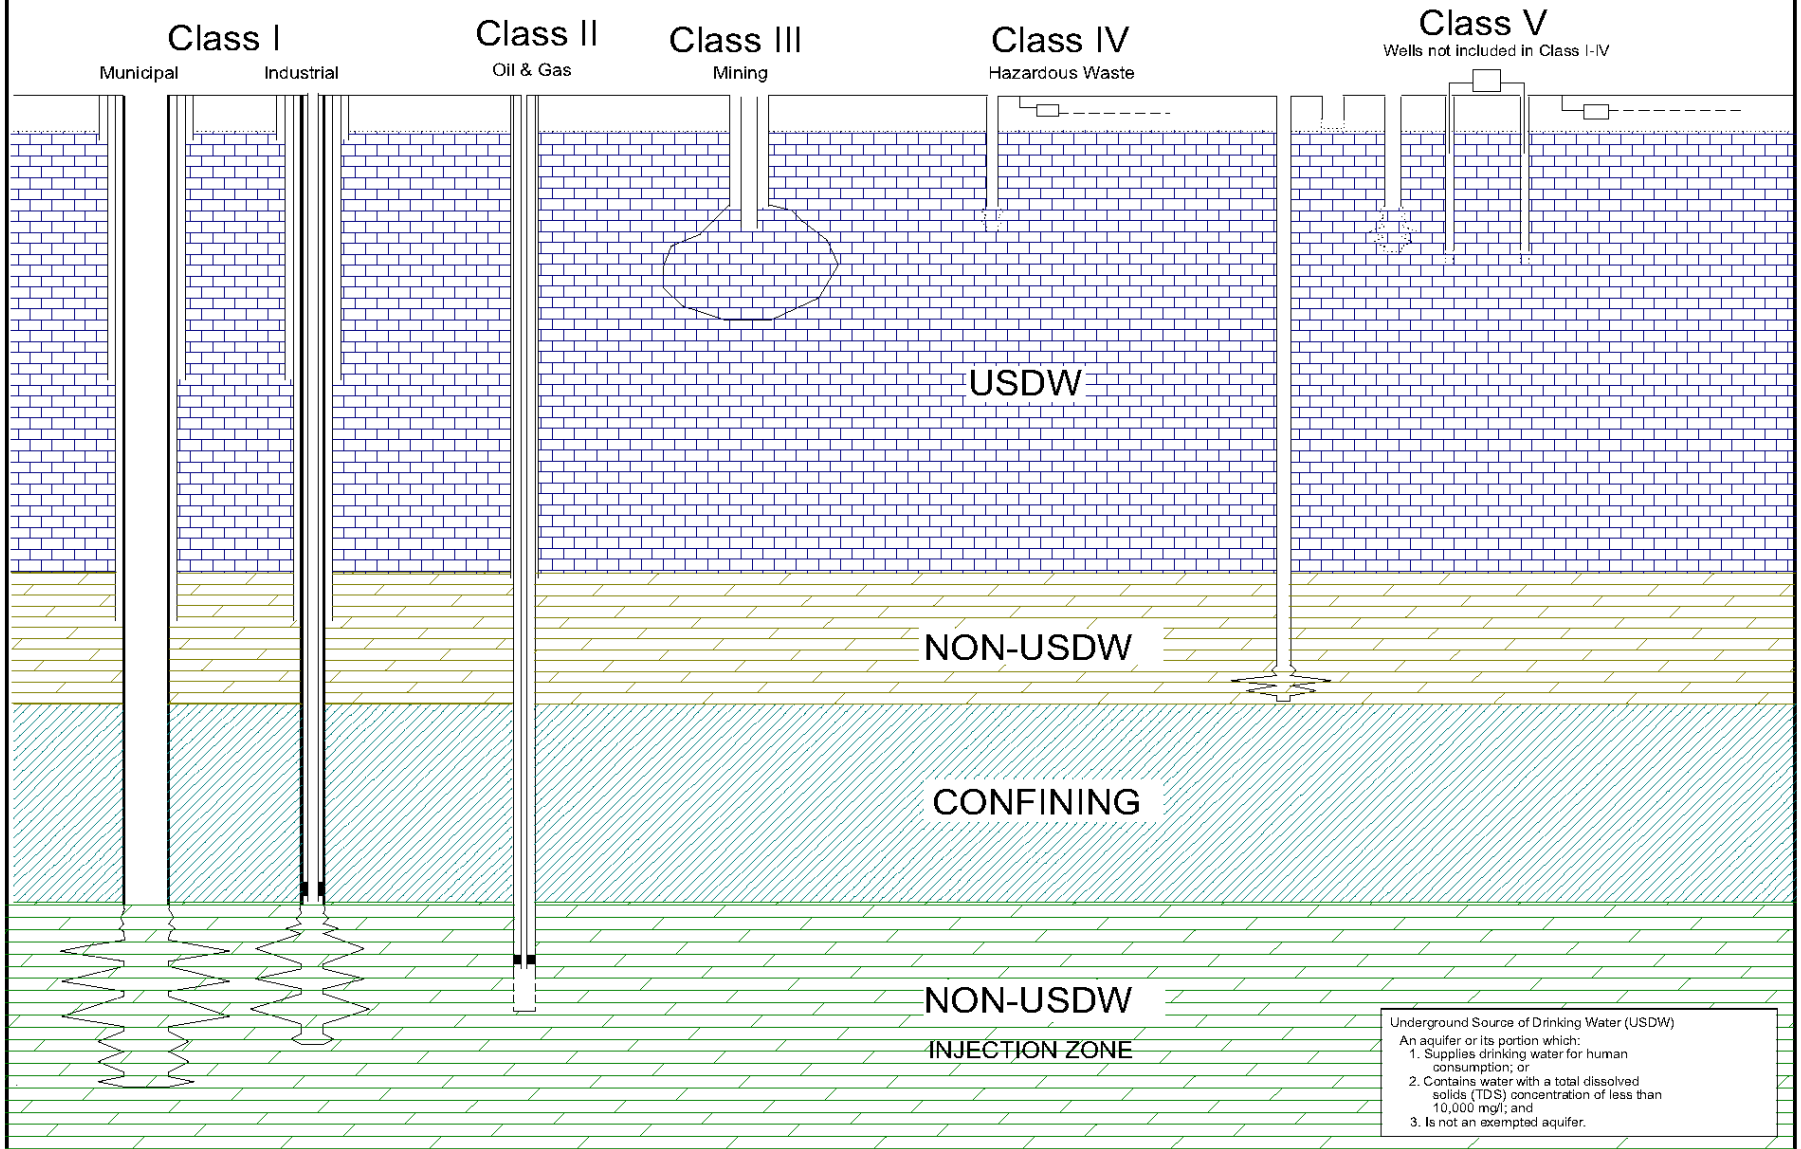 Class I
Municipal
Industrial
Class II
Oil & Gas
Class III
Mining
Class IV
Hazardous Waste
Class V
Wells not included in Class I-IV
USDW
NON-USDW
CONFINING
NON-USDW
INJECTION ZONE
Underground Source of Drinking Water (USDW)
An aquifer or its portion which:
1. Supplies drinking water for human
consumption; or
2. Contains water with a total dissolved
solids (TDS) concentration of less than
10,000 mg/l; and
3. Is not an exempted aquifer.